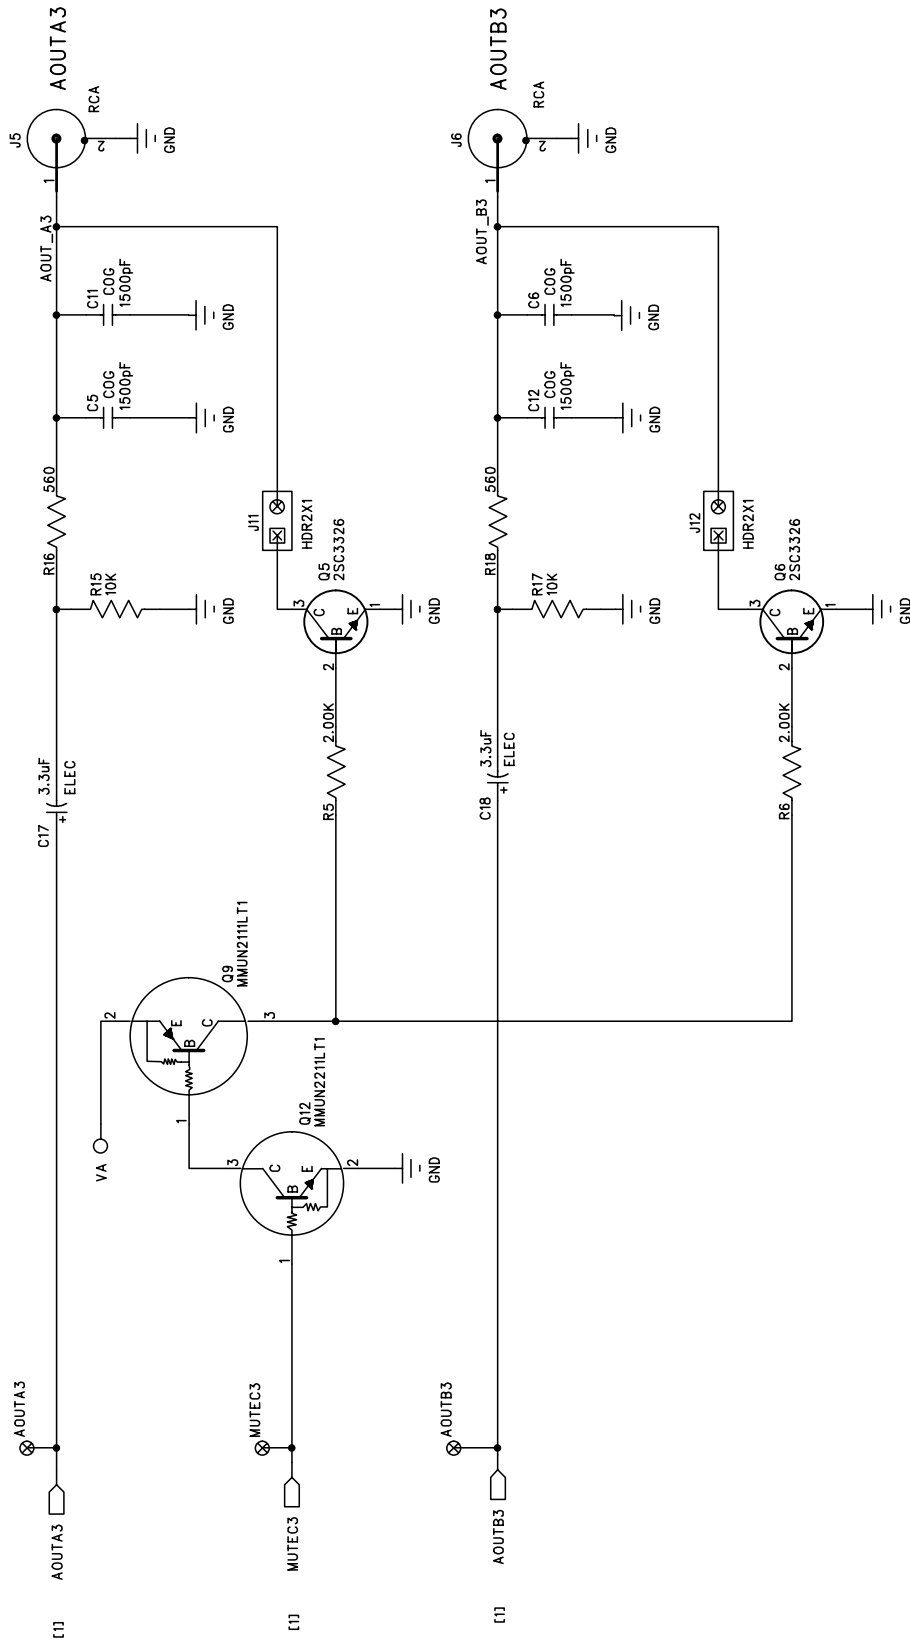 [1]
AOUTA3
AOUTA3
C17
3.3uF
ELEC
+
R16
560
R15
10K
GND
C5
COG
1500pF
GND
C11
COG
1500pF
GND
AOUT_A3
1
J5
2
RCA
GND
AOUTA3
VA
2
E
B
C
1
3
Q9
MMUN2111LT1
[1]
MUTEC3
MUTEC3
1
3
C
B
E
2
Q12
MMUN2211LT1
GND
R5
2.00K
2
3
C
B
E
1
Q5
2SC3326
GND
J11
HDR2X1
[1]
AOUTB3
AOUTB3
C18
3.3uF
ELEC
+
R18
560
R17
10K
GND
C12
COG
1500pF
GND
C6
COG
1500pF
GND
AOUT_B3
1
J6
2
RCA
GND
AOUTB3
R6
2.00K
2
3
C
B
E
1
Q6
2SC3326
GND
J12
HDR2X1